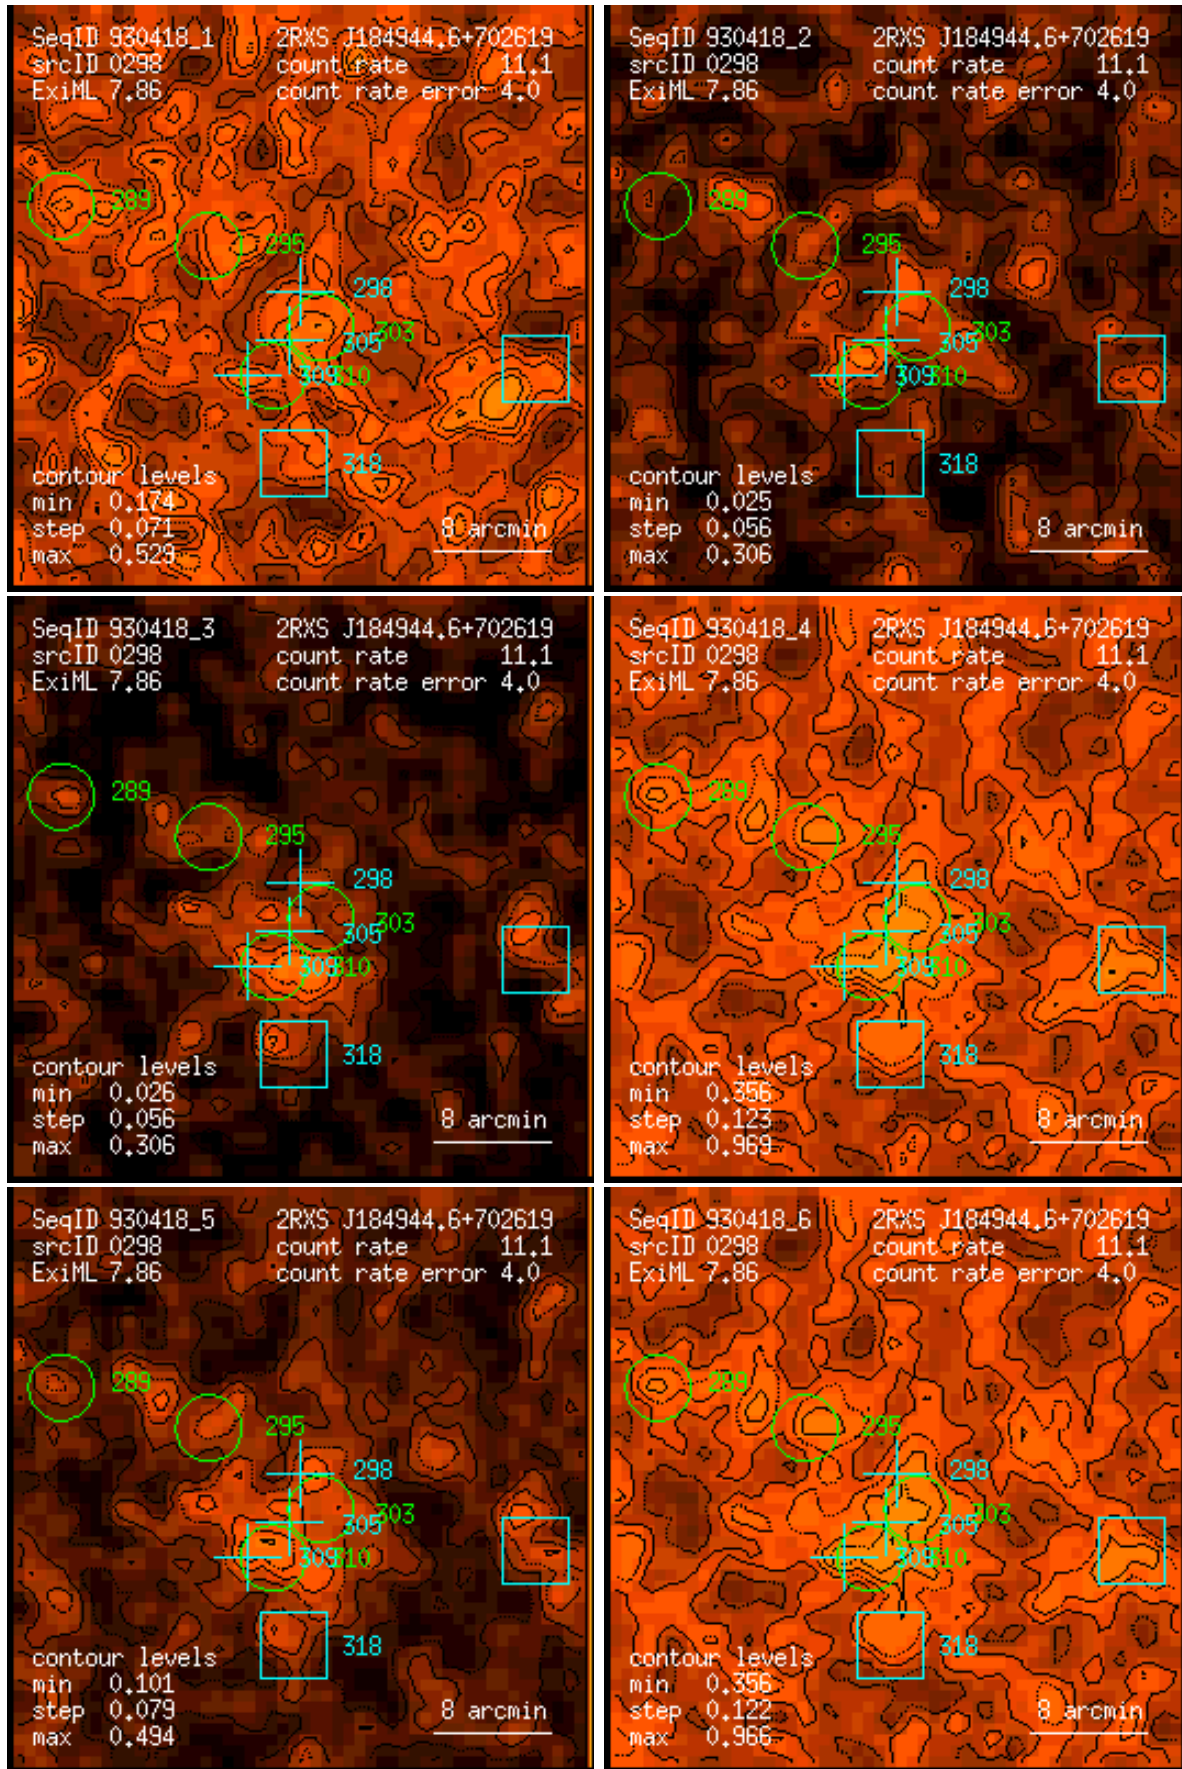 SeqID 930418_1 2RXS J184944.6+702619
srcID 0298 count rate 11.1
ExiML 7.86 count rate error 4.0
289
295
298
303
305
309 310
318
contour levels
min 0.174
step 0.071
max 0.529
8 arcmin
SeqID 930418_2 2RXS J184944.6+702619
srcID 0298 count rate 11.1
ExiML 7.86 count rate error 4.0
289
295
298
303
305
309 310
318
contour levels
min 0.025
step 0.056
max 0.306
8 arcmin
SeqID 930418_3 2RXS J184944.6+702619
srcID 0298 count rate 11.1
ExiML 7.86 count rate error 4.0
289
295
298
303
305
309 310
318
contour levels
min 0.026
step 0.056
max 0.306
8 arcmin
SeqID 930418_4 2RXS J184944.6+702619
srcID 0298 count rate 11.1
ExiML 7.86 count rate error 4.0
289
295
298
303
305
309 310
318
contour levels
min 0.356
step 0.123
max 0.969
8 arcmin
SeqID 930418_5 2RXS J184944.6+702619
srcID 0298 count rate 11.1
ExiML 7.86 count rate error 4.0
289
295
298
303
305
309 310
318
contour levels
min 0.101
step 0.079
max 0.494
8 arcmin
SeqID 930418_6 2RXS J184944.6+702619
srcID 0298 count rate 11.1
ExiML 7.86 count rate error 4.0
289
295
298
303
305
309 310
318
contour levels
min 0.356
step 0.122
max 0.966
8 arcmin